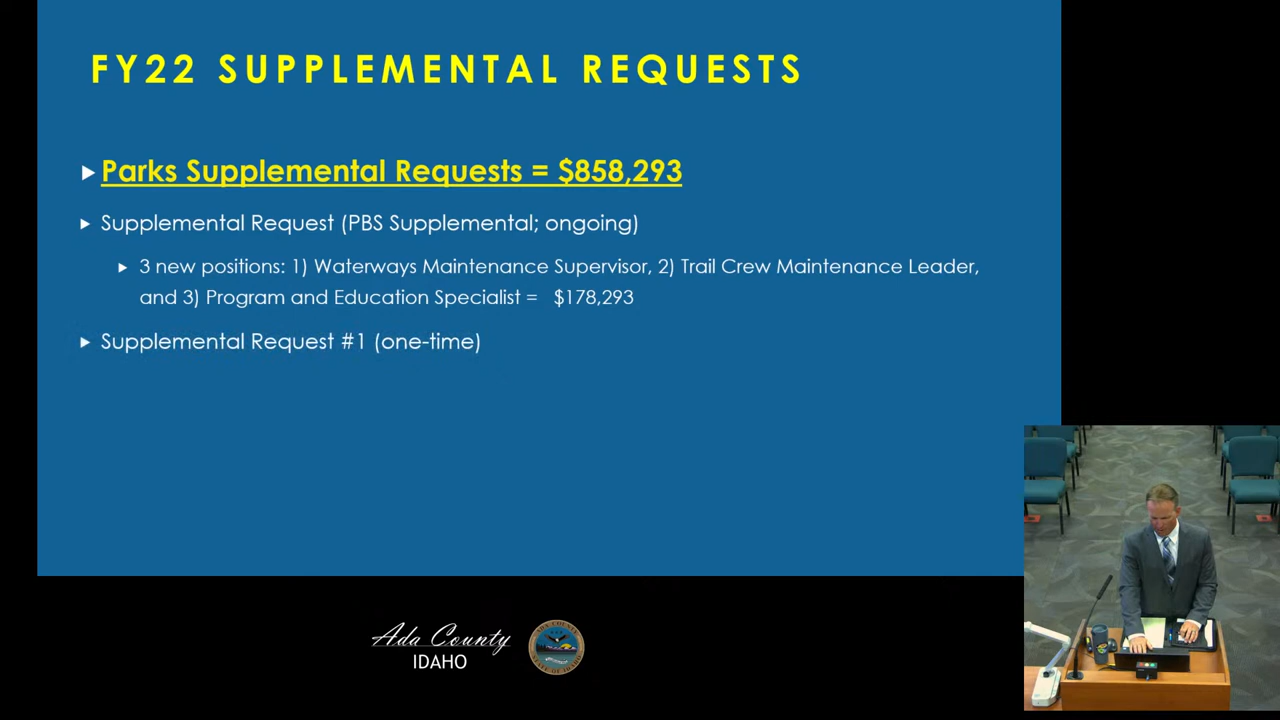 FY22 SUPPLEMENTAL REQUESTS
Parks Supplemental Requests = $858,293
Supplemental Request (PBS Supplemental; ongoing)
3 new positions: 1) Waterways Maintenance Supervisor, 2) Trail Crew Maintenance Leader,
and 3) Program and Education Specialist = $178,293
Supplemental Request #1 (one-time)
Ada County
IDAHO